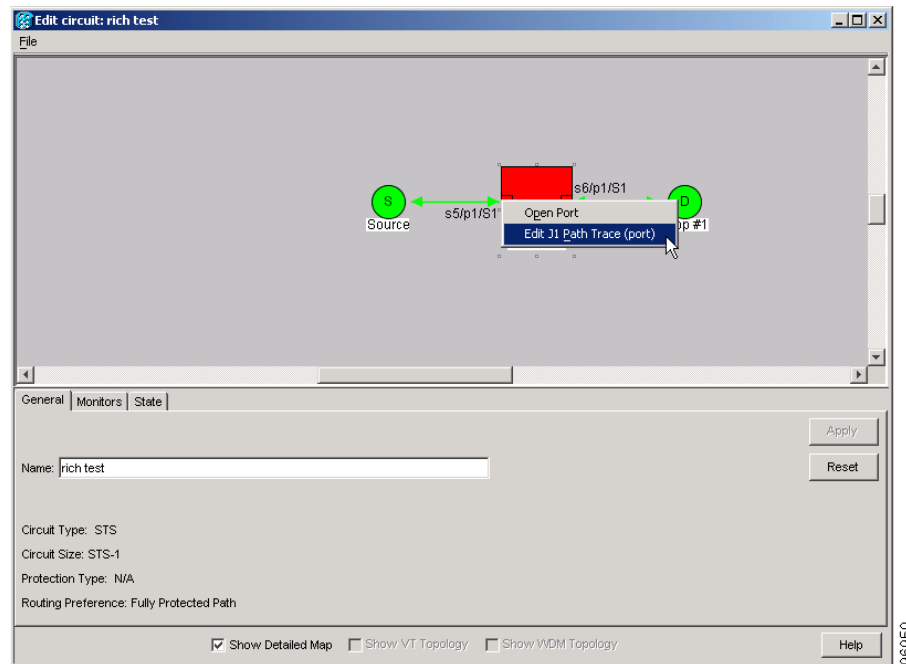 Edit circuit: rich test
File
s6/p1/S1
S
D
s5/p1/S1
Open Port
Source
op #1
Edit J1 Path Trace (port)
General
Monitors
State
Apply
Name: rich test
Reset
Circuit Type: STS
Circuit Size: STS-1
Protection Type: N/A
Routing Preference: Fully Protected Path
Show Detailed Map
Show VT Topology
Show WDM Topology
Help